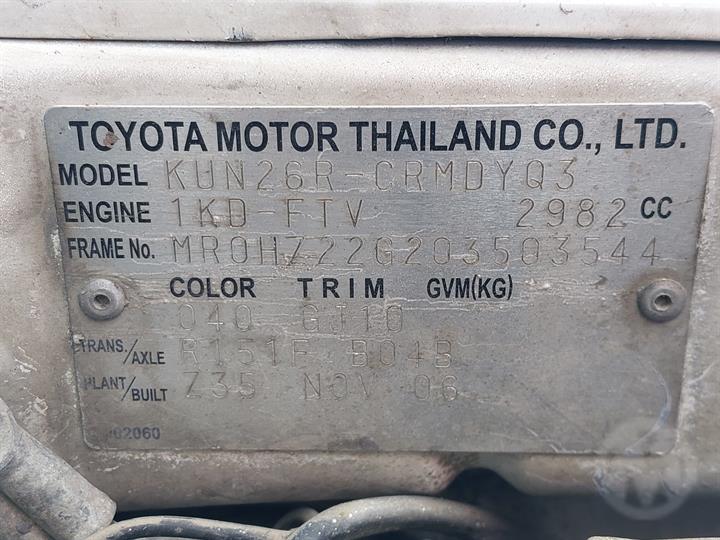 TOYOTA MOTOR THAILAND CO., LTD.
MODEL KUN26R-CRMDYQ3
ENGINE 1KD-FTV 2982 CC
FRAME No. MR0HZ22G203503544
COLOR TRIM GVM(KG)
040 GJ10
TRANS./AXLE R151F B04B
PLANT/BUILT Z35 NOV 06